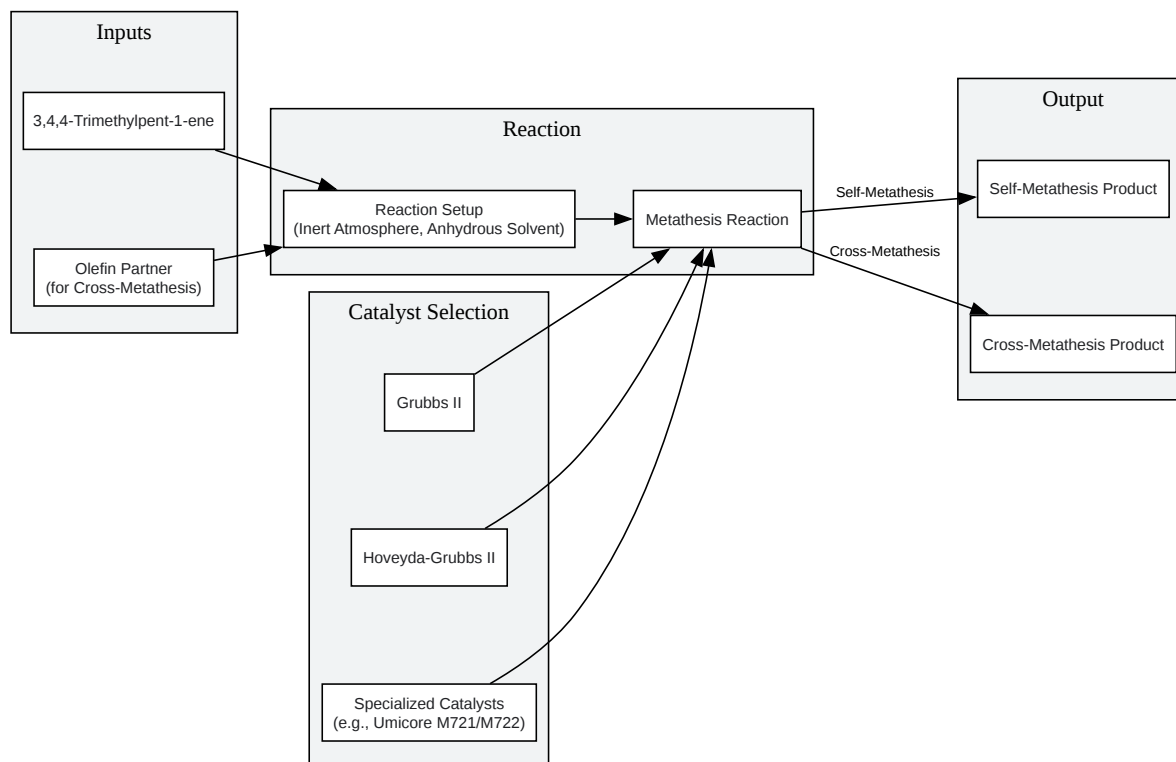 Inputs
3,4,4-Trimethylpent-1-ene
Olefin Partner
(for Cross-Metathesis)
Reaction
Reaction Setup
(Inert Atmosphere, Anhydrous Solvent)
Metathesis Reaction
Self-Metathesis
Cross-Metathesis
Catalyst Selection
Grubbs II
Hoveyda-Grubbs II
Specialized Catalysts
(e.g., Umicore M721/M722)
Output
Self-Metathesis Product
Cross-Metathesis Product